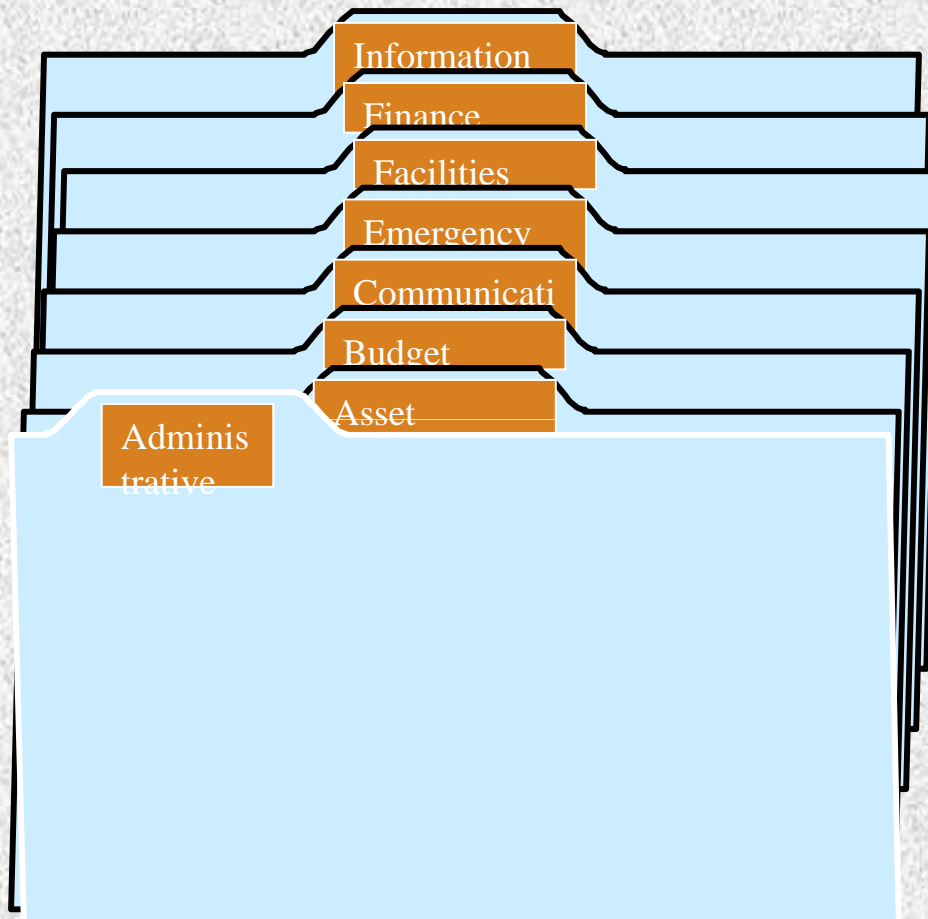 Information
Finance
Facilities
Emergency
Communicati
Budget
Asset
Adminis
trative